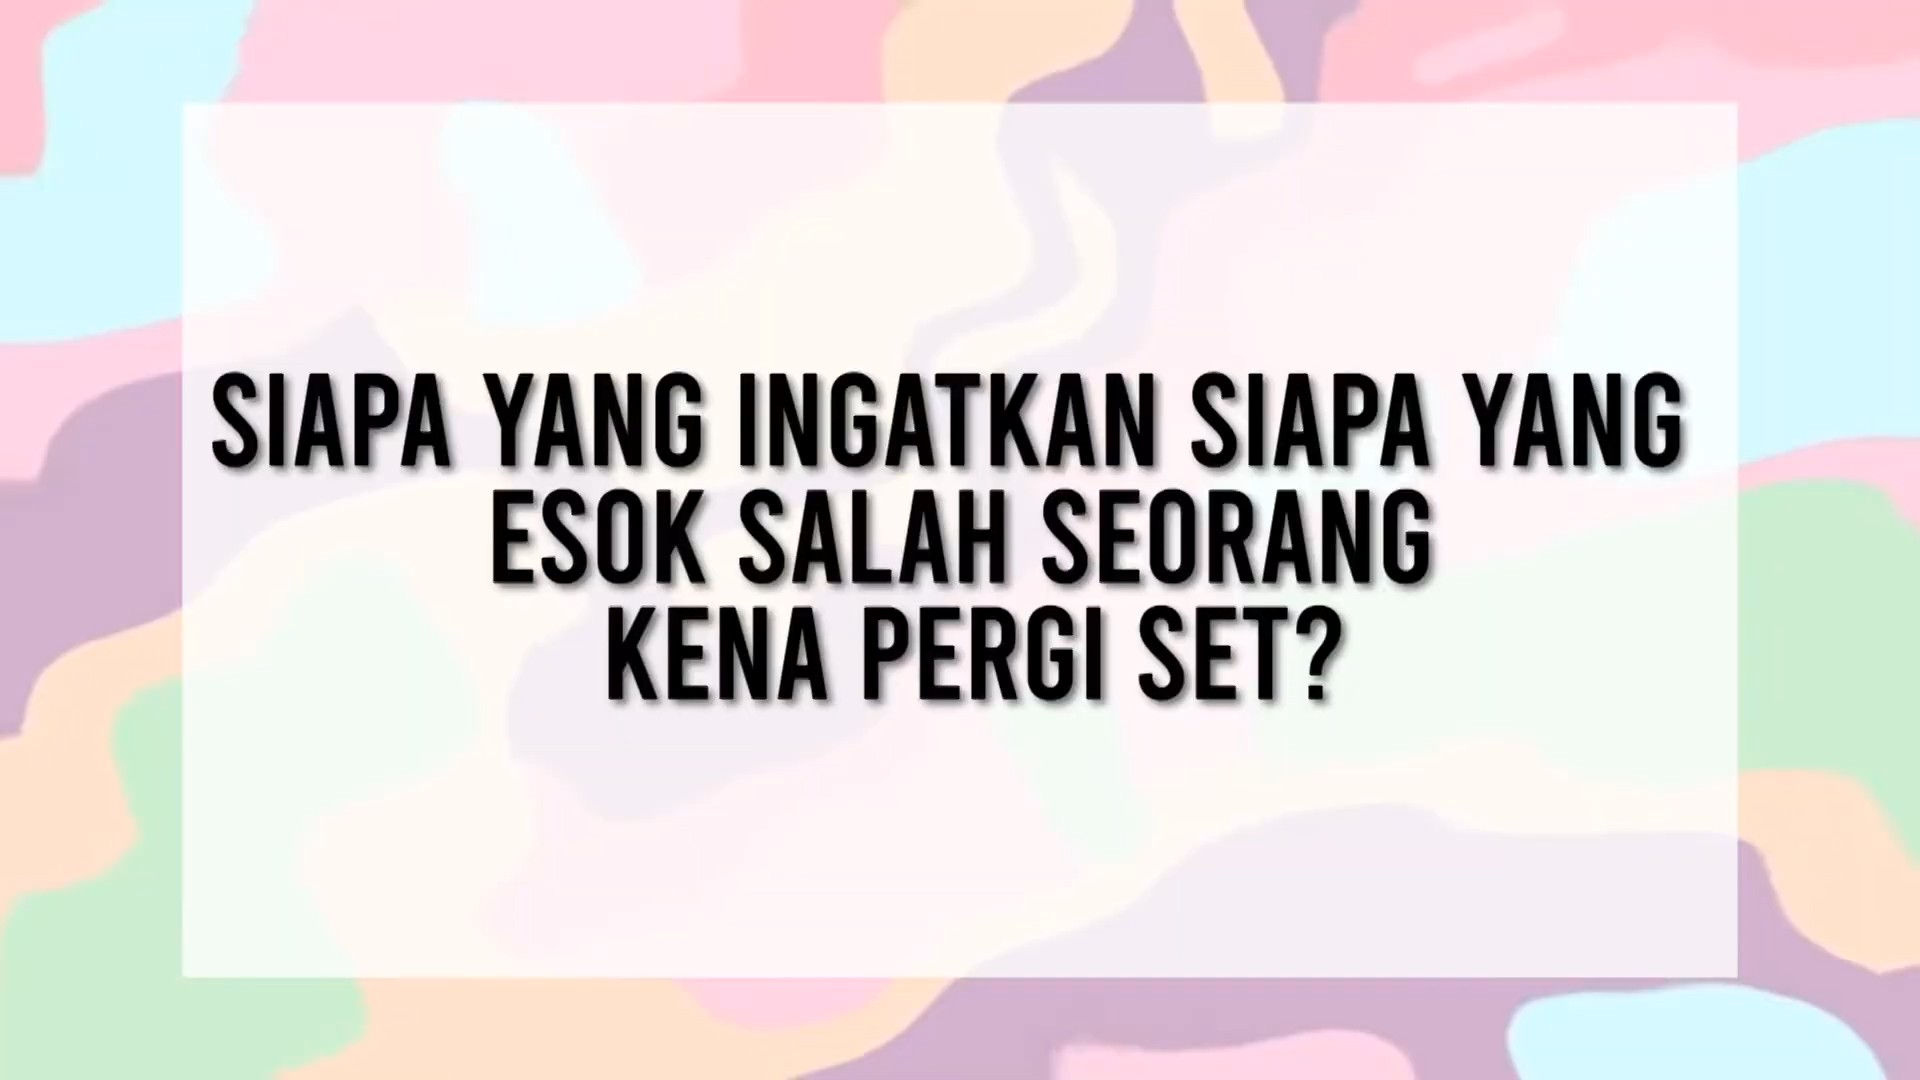 SIAPA YANG INGATKAN SIAPA YANG
ESOK SALAH SEORANG
KENA PERGI SET?